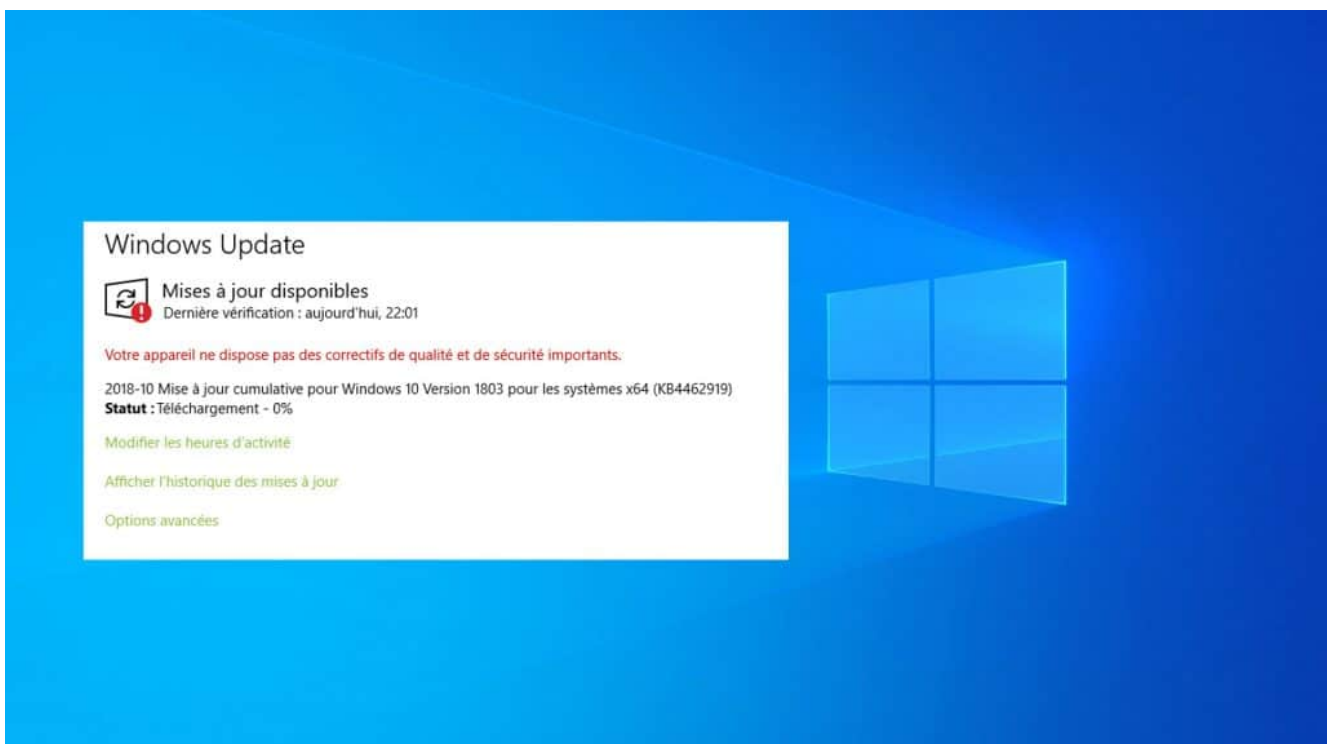 Windows Update
Mises à jour disponibles
Dernière vérification : aujourd'hui, 22:01
Votre appareil ne dispose pas des correctifs de qualité et de sécurité importants.
2018-10 Mise à jour cumulative pour Windows 10 Version 1803 pour les systèmes x64 (KB4462919)
Statut : Téléchargement - 0%
Modifier les heures d'activité
Afficher l'historique des mises à jour
Options avancées